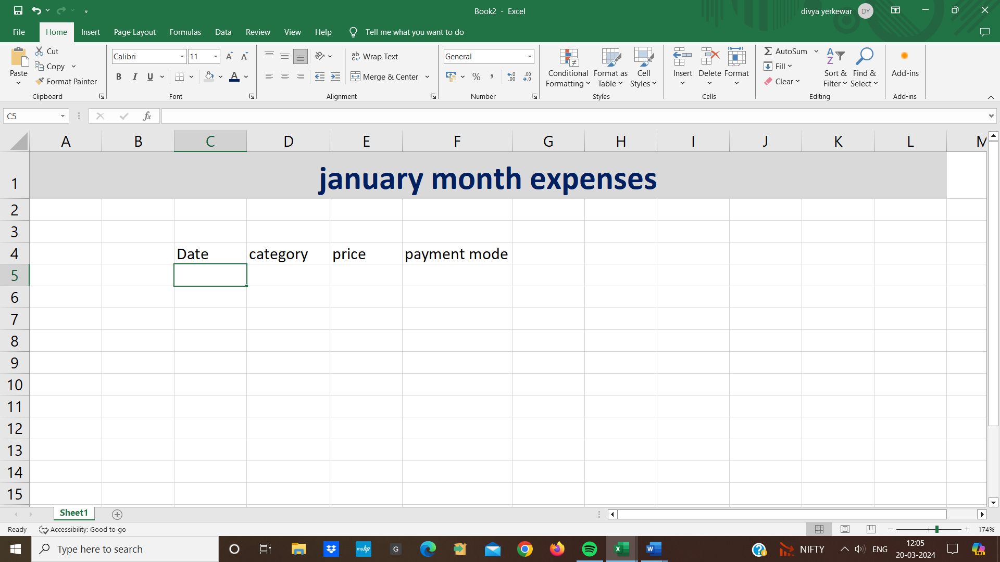 Book2 - Excel
divya yerkewar
DY
File Home Insert Page Layout Formulas Data Review View Help Tell me what you want to do
Paste
Cut
Copy
Format Painter
Clipboard
Calibri 11
B I U
Font
Wrap Text
Merge & Center
Alignment
General
Number
Conditional Formatting
Format as Table
Cell Styles
Styles
Insert Delete Format
Cells
AutoSum
Fill
Clear
Sort & Filter
Find & Select
Editing
Add-ins
Add-ins
C5
fx
A B C D E F G H I J K L M
1 january month expenses
2
3
4 Date category price payment mode
5
6
7
8
9
10
11
12
13
14
15
Sheet1
Ready Accessibility: Good to go
174%
Type here to search
NIFTY
ENG
12:05
20-03-2024